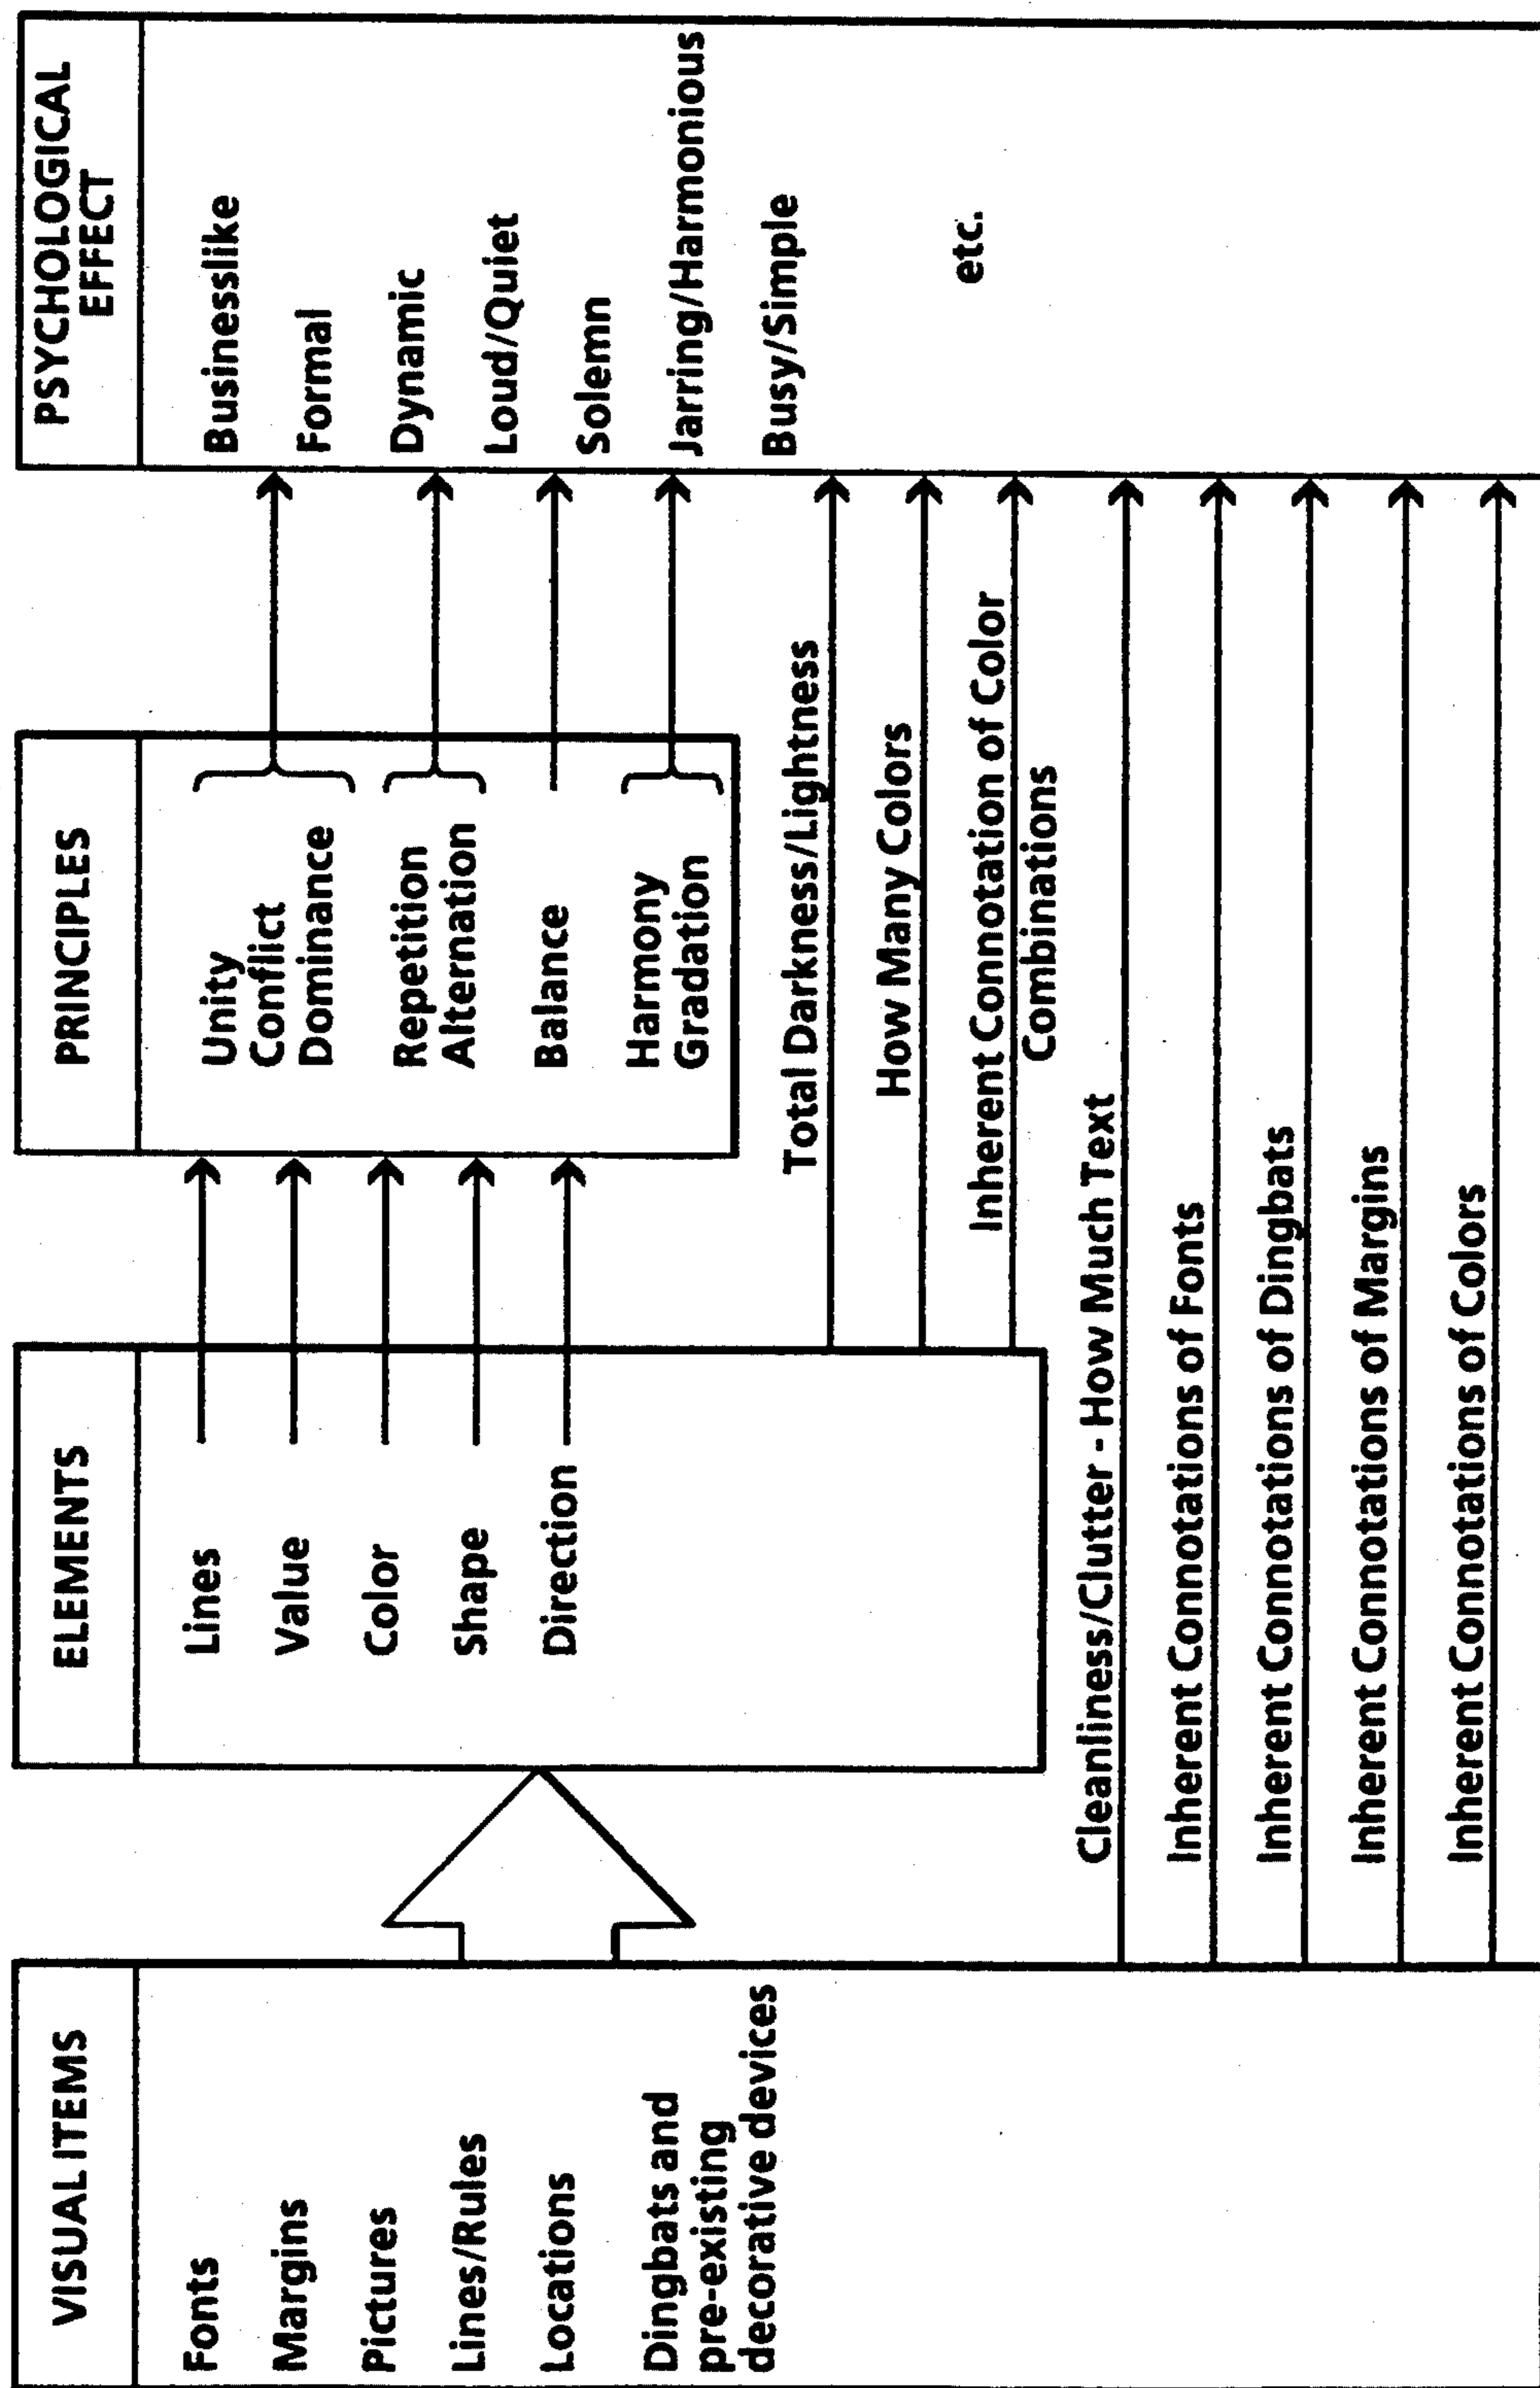 VISUAL ITEMS
Fonts
Margins
Pictures
Lines/Rules
Locations
Dingbats and
pre-existing
decorative devices
ELEMENTS
Lines
Value
Color
Shape
Direction
PRINCIPLES
Unity
Conflict
Dominance
Repetition
Alternation
Balance
Harmony
Gradation
Total Darkness/Lightness
How Many Colors
Inherent Connotation of Color
Combinations
Cleanliness/Clutter - How Much Text
Inherent Connotations of Fonts
Inherent Connotations of Dingbats
Inherent Connotations of Margins
Inherent Connotations of Colors
PSYCHOLOGICAL
EFFECT
Businesslike
Formal
Dynamic
Loud/Quiet
Solemn
Jarring/Harmonious
Busy/Simple
etc.